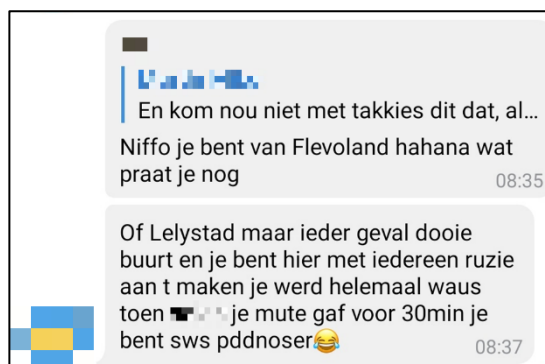 En kom nou niet met takkies dit dat, al...
Niffo je bent van Flevoland hahana wat
praat je nog
08:35
Of Lelystad maar ieder geval dooie
buurt en je bent hier met iedereen ruzie
aan t maken je werd helemaal waus
toen je mute gaf voor 30min je
bent sws pddnoser😂
08:37